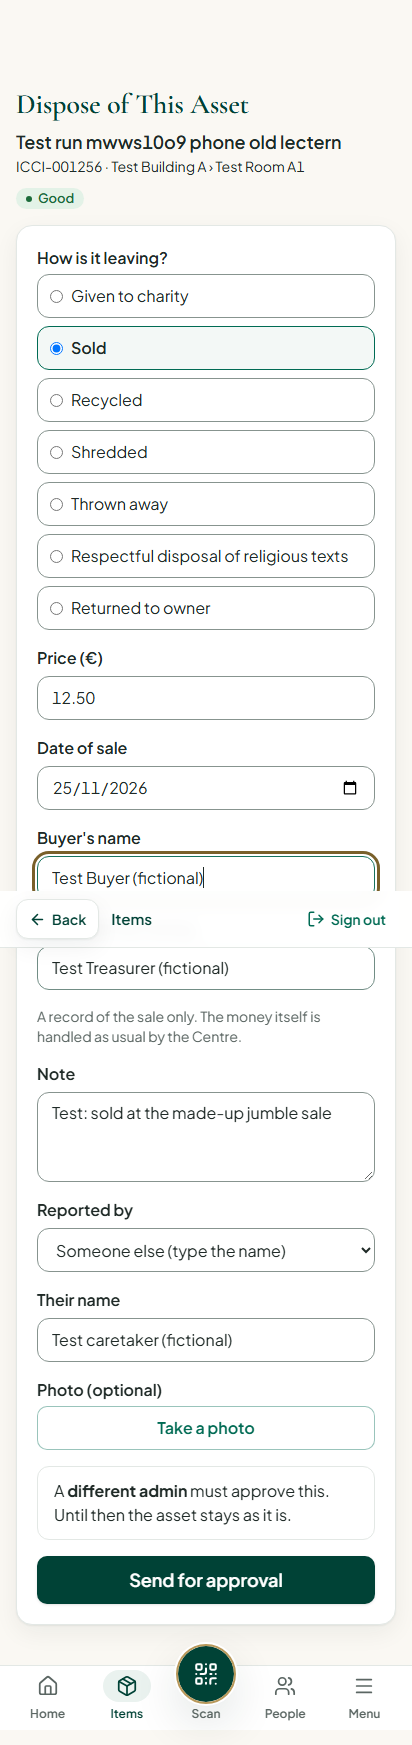 Dispose of This Asset
Test run mwws10o9 phone old lectern
ICCI-001256 · Test Building A › Test Room A1
Good
How is it leaving?
Given to charity
Sold
Recycled
Shredded
Thrown away
Respectful disposal of religious texts
Returned to owner
Price (€)
12.50
Date of sale
25/11/2026
Buyer's name
Test Buyer (fictional)
Back
Items
Sign out
Test Treasurer (fictional)
A record of the sale only. The money itself is
handled as usual by the Centre.
Note
Test: sold at the made-up jumble sale
Reported by
Someone else (type the name)
Their name
Test caretaker (fictional)
Photo (optional)
Take a photo
A different admin must approve this.
Until then the asset stays as it is.
Send for approval
Home
Items
Scan
People
Menu